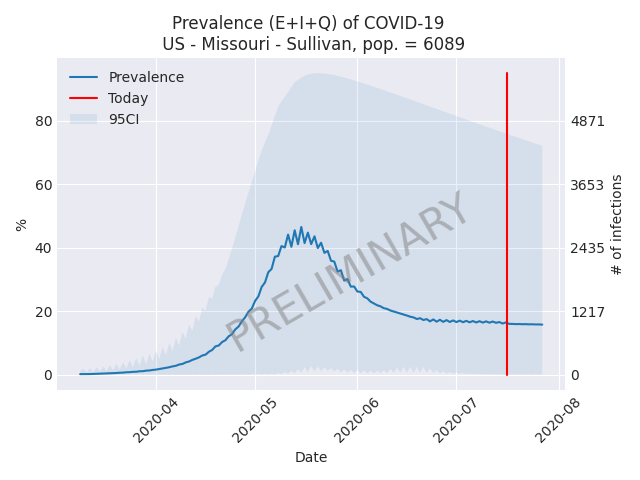 Prevalence (E+I+Q) of COVID-19
US - Missouri - Sullivan, pop. = 6089
Prevalence
Today
95CI
80
60
40
20
0
%
4871
3653
2435
1217
0
# of infections
PRELIMINARY
2020-04
2020-05
2020-06
2020-07
2020-08
Date